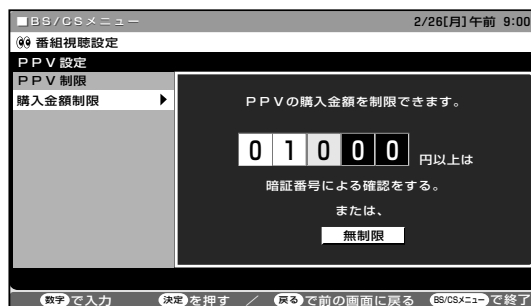 ■BS/CSメニュー 2/26[月]午前 9:00
番組視聴設定
ＰＰＶ設定
ＰＰＶ制限
購入金額制限 ▶
ＰＰＶの購入金額を制限できます。
0 1 0 0 0 円以上は
暗証番号による確認をする。
または、
無制限
数字で入力 決定を押す ／ 戻るで前の画面に戻る BS/CSメニューで終了